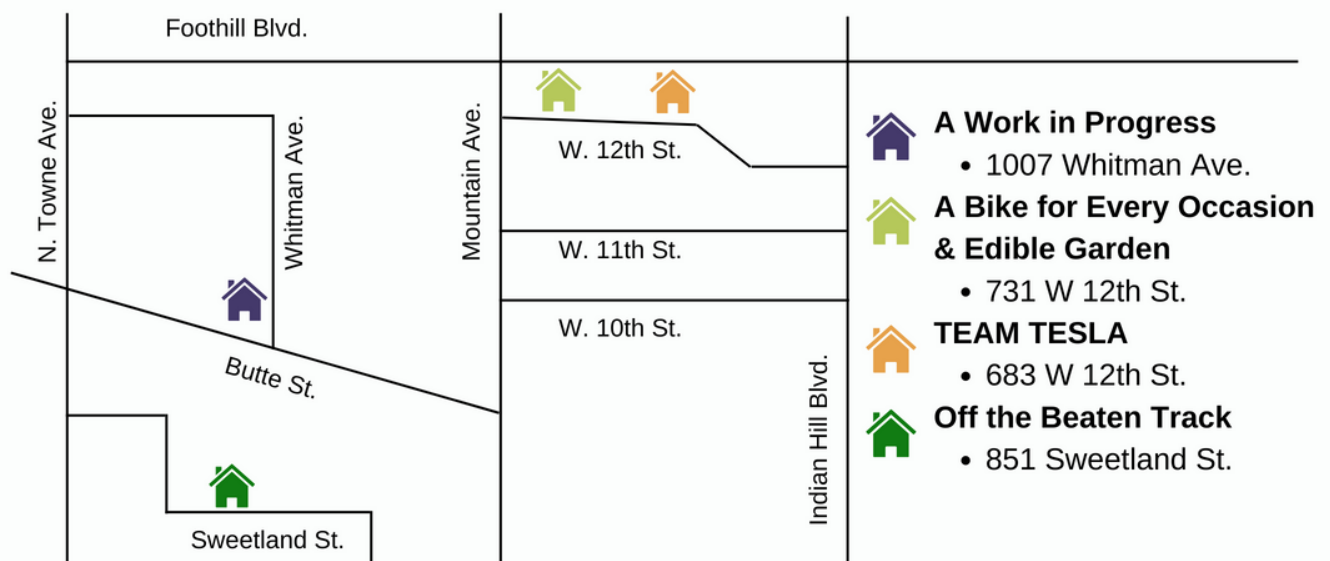 Foothill Blvd.
N. Towne Ave.
Whitman Ave.
Mountain Ave.
W. 12th St.
W. 11th St.
W. 10th St.
Butte St.
Sweetland St.
Indian Hill Blvd.
A Work in Progress
• 1007 Whitman Ave.
A Bike for Every Occasion
& Edible Garden
• 731 W 12th St.
TEAM TESLA
• 683 W 12th St.
Off the Beaten Track
• 851 Sweetland St.